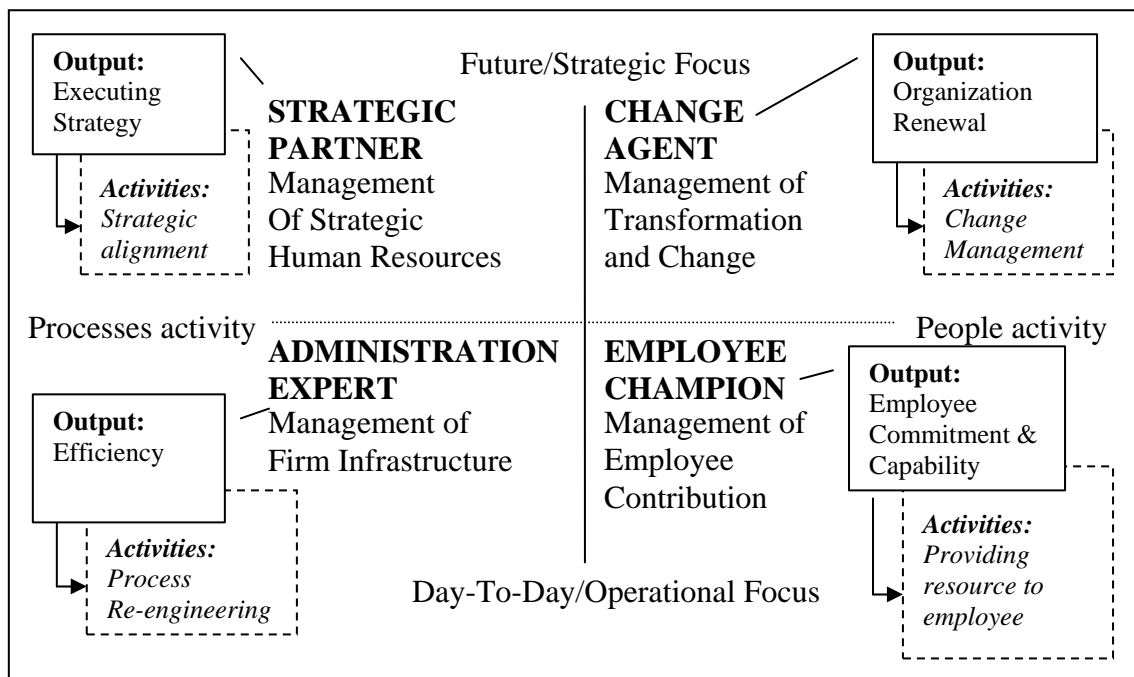 Output:
Executing
Strategy
Activities:
Strategic
alignment
Future/Strategic Focus
STRATEGIC
PARTNER
Management
Of Strategic
Human Resources
CHANGE
AGENT
Management of
Transformation
and Change
Output:
Organization
Renewal
Activities:
Change
Management
Processes activity
People activity
Output:
Efficiency
Activities:
Process
Re-engineering
ADMINISTRATION
EXPERT
Management of
Firm Infrastructure
EMPLOYEE
CHAMPION
Management of
Employee
Contribution
Output:
Employee
Commitment &
Capability
Activities:
Providing
resource to
employee
Day-To-Day/Operational Focus